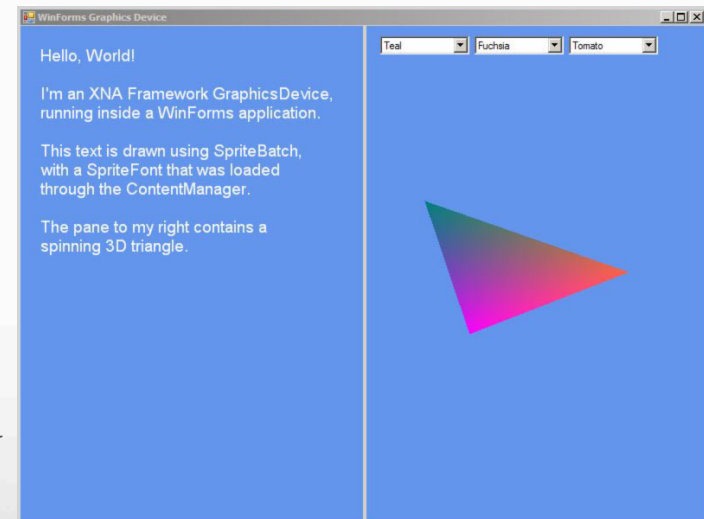 WinForms Graphics Device
Hello, World!
I'm an XNA Framework GraphicsDevice,
running inside a WinForms application.
This text is drawn using SpriteBatch,
with a SpriteFont that was loaded
through the ContentManager.
The pane to my right contains a
spinning 3D triangle.
Teal
Fuchsia
Tomato